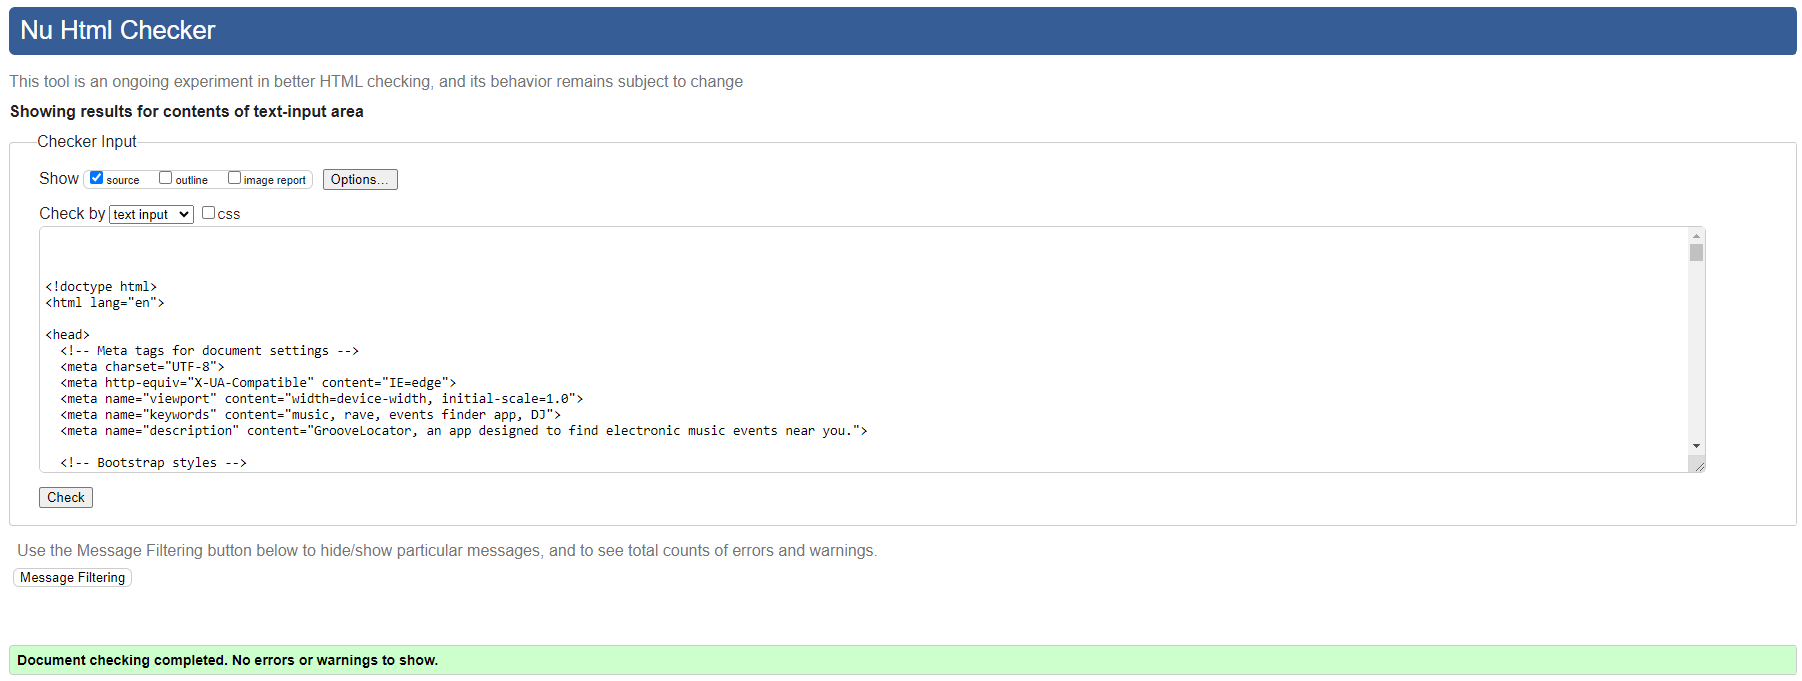 Nu Html Checker
This tool is an ongoing experiment in better HTML checking, and its behavior remains subject to change
Showing results for contents of text-input area
Checker Input
Show source outline image report Options...
Check by text input css
<!doctype html>
<html lang="en">
<head>
<!-- Meta tags for document settings -->
<meta charset="UTF-8">
<meta http-equiv="X-UA-Compatible" content="IE=edge">
<meta name="viewport" content="width=device-width, initial-scale=1.0">
<meta name="keywords" content="music, rave, events finder app, DJ">
<meta name="description" content="GrooveLocator, an app designed to find electronic music events near you.">
<!-- Bootstrap styles -->
Check
Use the Message Filtering button below to hide/show particular messages, and to see total counts of errors and warnings.
Message Filtering
Document checking completed. No errors or warnings to show.